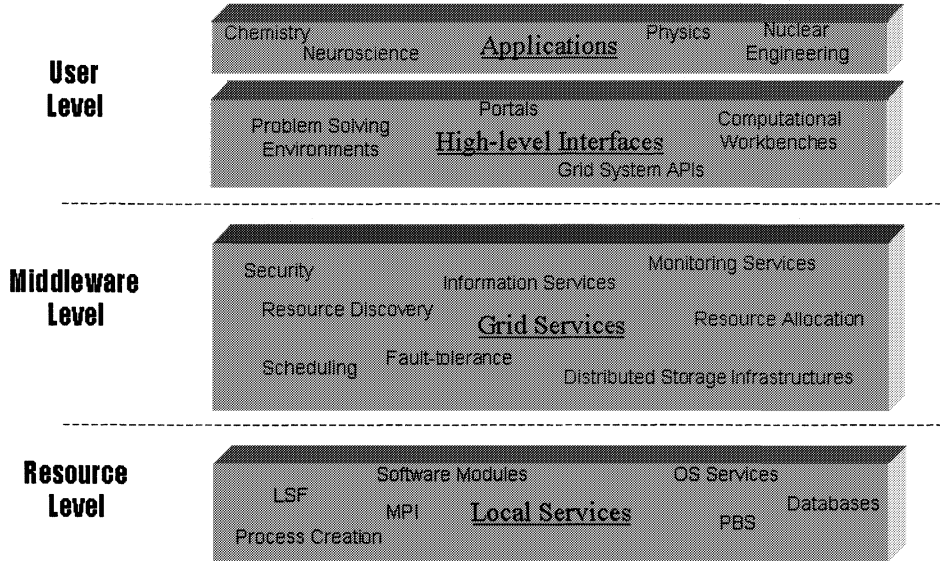 User
Level
Chemistry
Neuroscience
Applications
Physics
Nuclear
Engineering
Problem Solving
Environments
Portals
High-level Interfaces
Grid System APIs
Computational
Workbenches
Middleware
Level
Security
Information Services
Monitoring Services
Resource Discovery
Grid Services
Resource Allocation
Scheduling
Fault-tolerance
Distributed Storage Infrastructures
Resource
Level
Software Modules
OS Services
LSF
MPI
Local Services
PBS
Databases
Process Creation